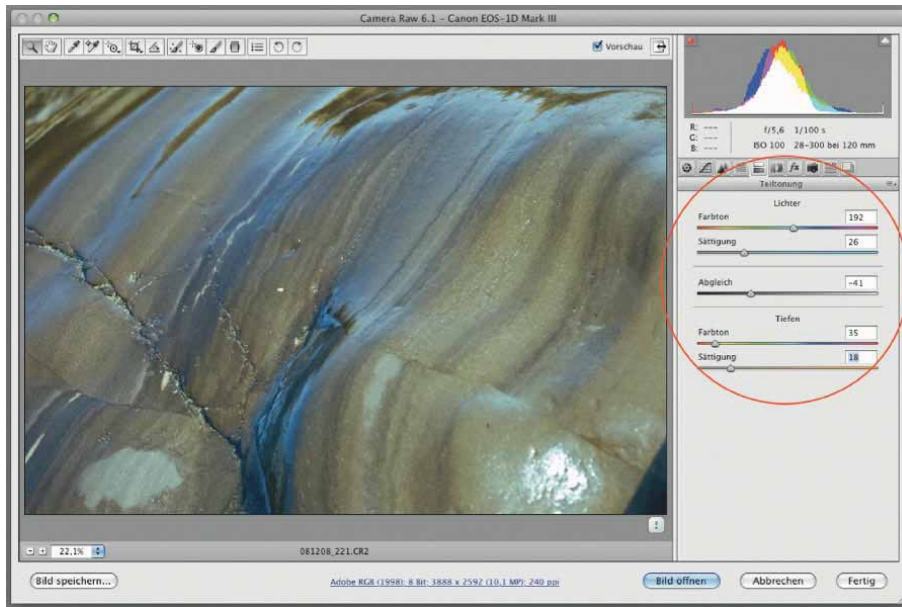 Camera Raw 6.1 – Canon EOS-1D Mark III
Vorschau
R: ---
G: ---
B: ---
f/5,6 1/100 s
ISO 100 28-300 bei 120 mm
Teiltonung
Lichter
Farbton 192
Sättigung 26
Abgleich -41
Tiefen
Farbton 35
Sättigung 18
22,1%
081208_221.CR2
Bild speichern...
Adobe RGB (1998); 8 Bit; 3888 x 2592 (10,1 MP); 240 ppi
Bild öffnen
Abbrechen
Fertig